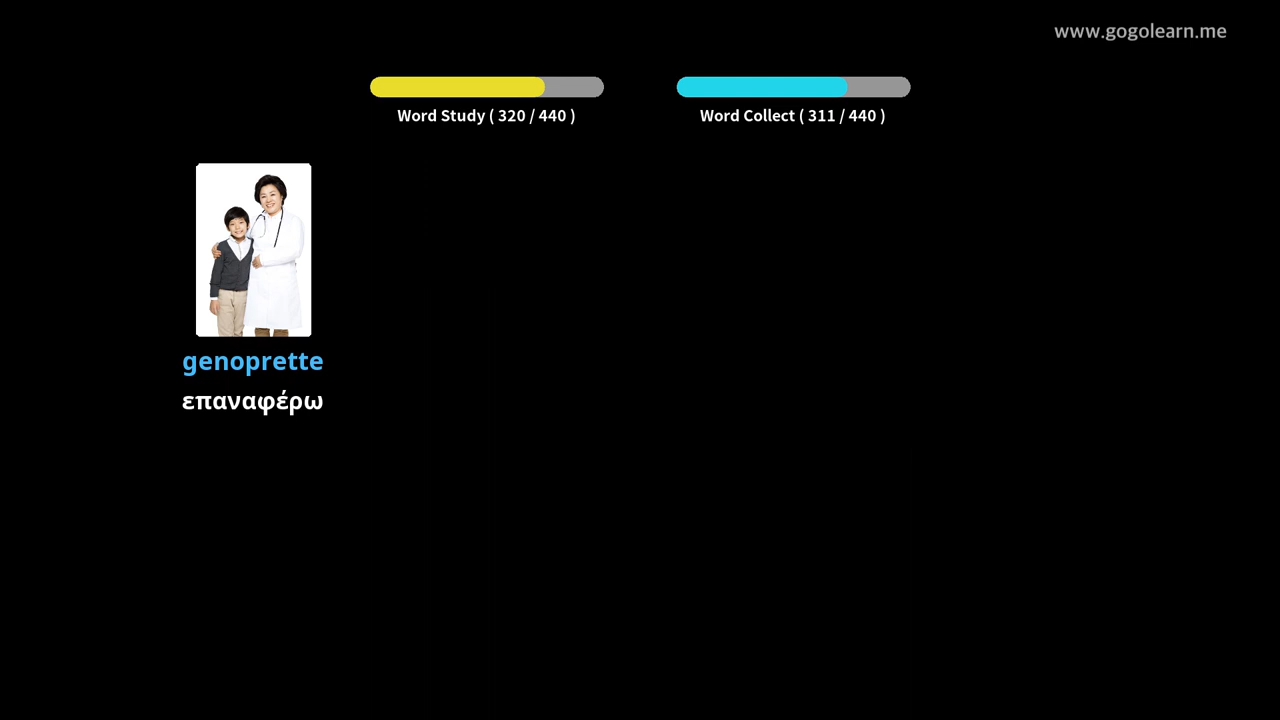 www.gogolearn.me
Word Study ( 320 / 440 )
Word Collect ( 311 / 440 )
genoprette
επαναφέρω